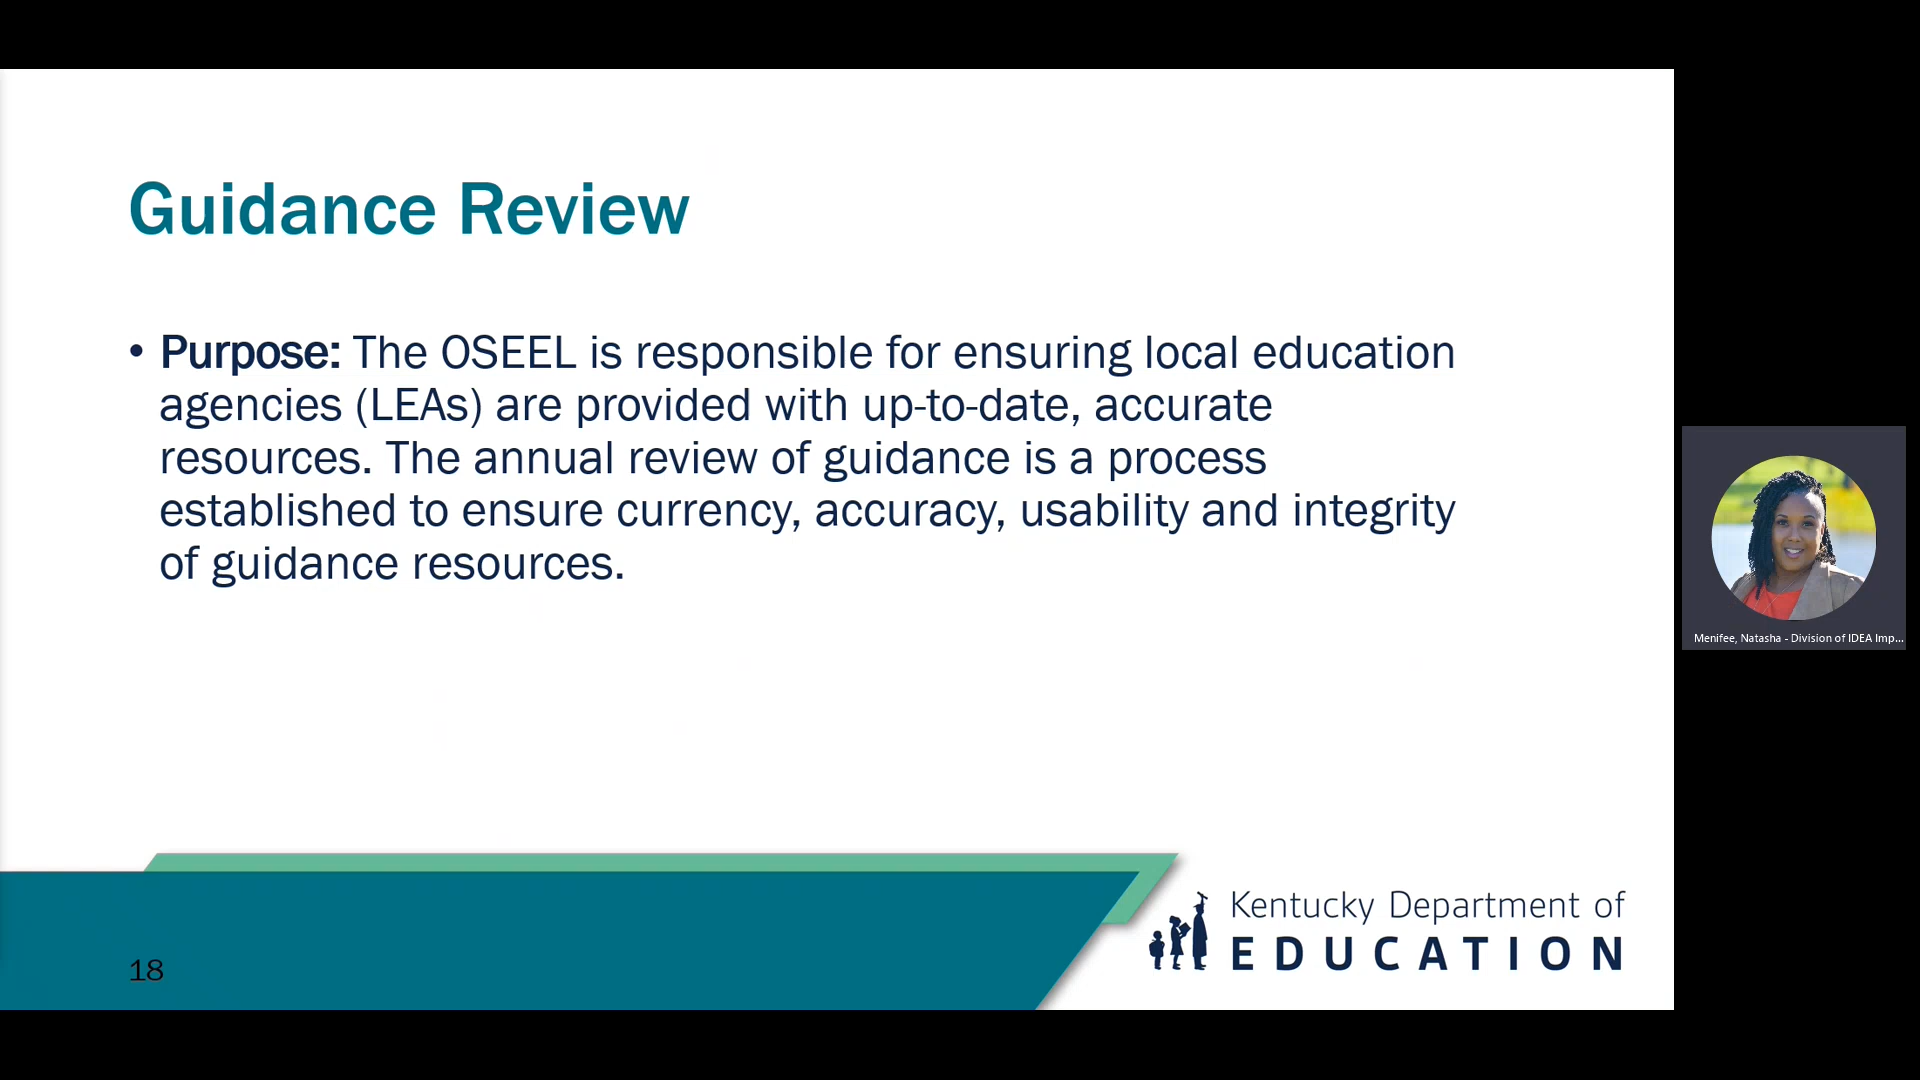 Guidance Review
• Purpose: The OSEEL is responsible for ensuring local education
agencies (LEAs) are provided with up-to-date, accurate
resources. The annual review of guidance is a process
established to ensure currency, accuracy, usability and integrity
of guidance resources.
Menifee, Natasha - Division of IDEA Imp...
Kentucky Department of
EDUCATION
18